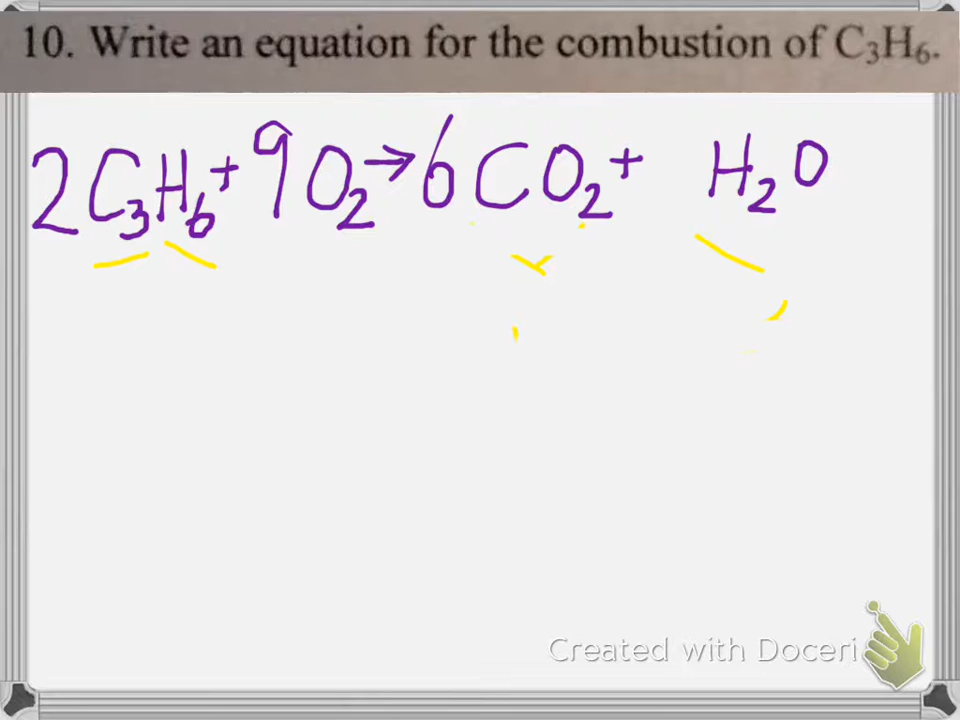 10. Write an equation for the combustion of C₃H₆.
2C₃H₆ + 9O₂ → 6CO₂ + H₂O
Created with Doceri